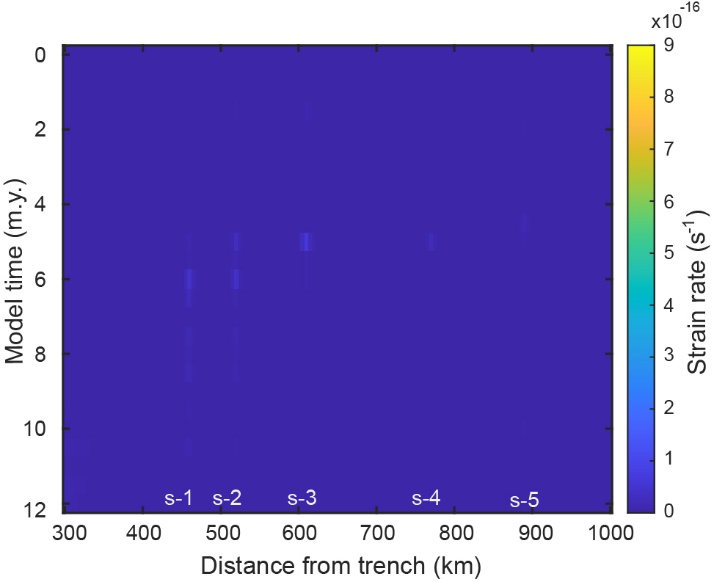 x10-16
0
2
4
6
8
10
12
Model time (m.y.)
s-1 s-2 s-3 s-4 s-5
300 400 500 600 700 800 900 1000
Distance from trench (km)
9
8
7
6
5
4
3
2
1
0
Strain rate (s-1)